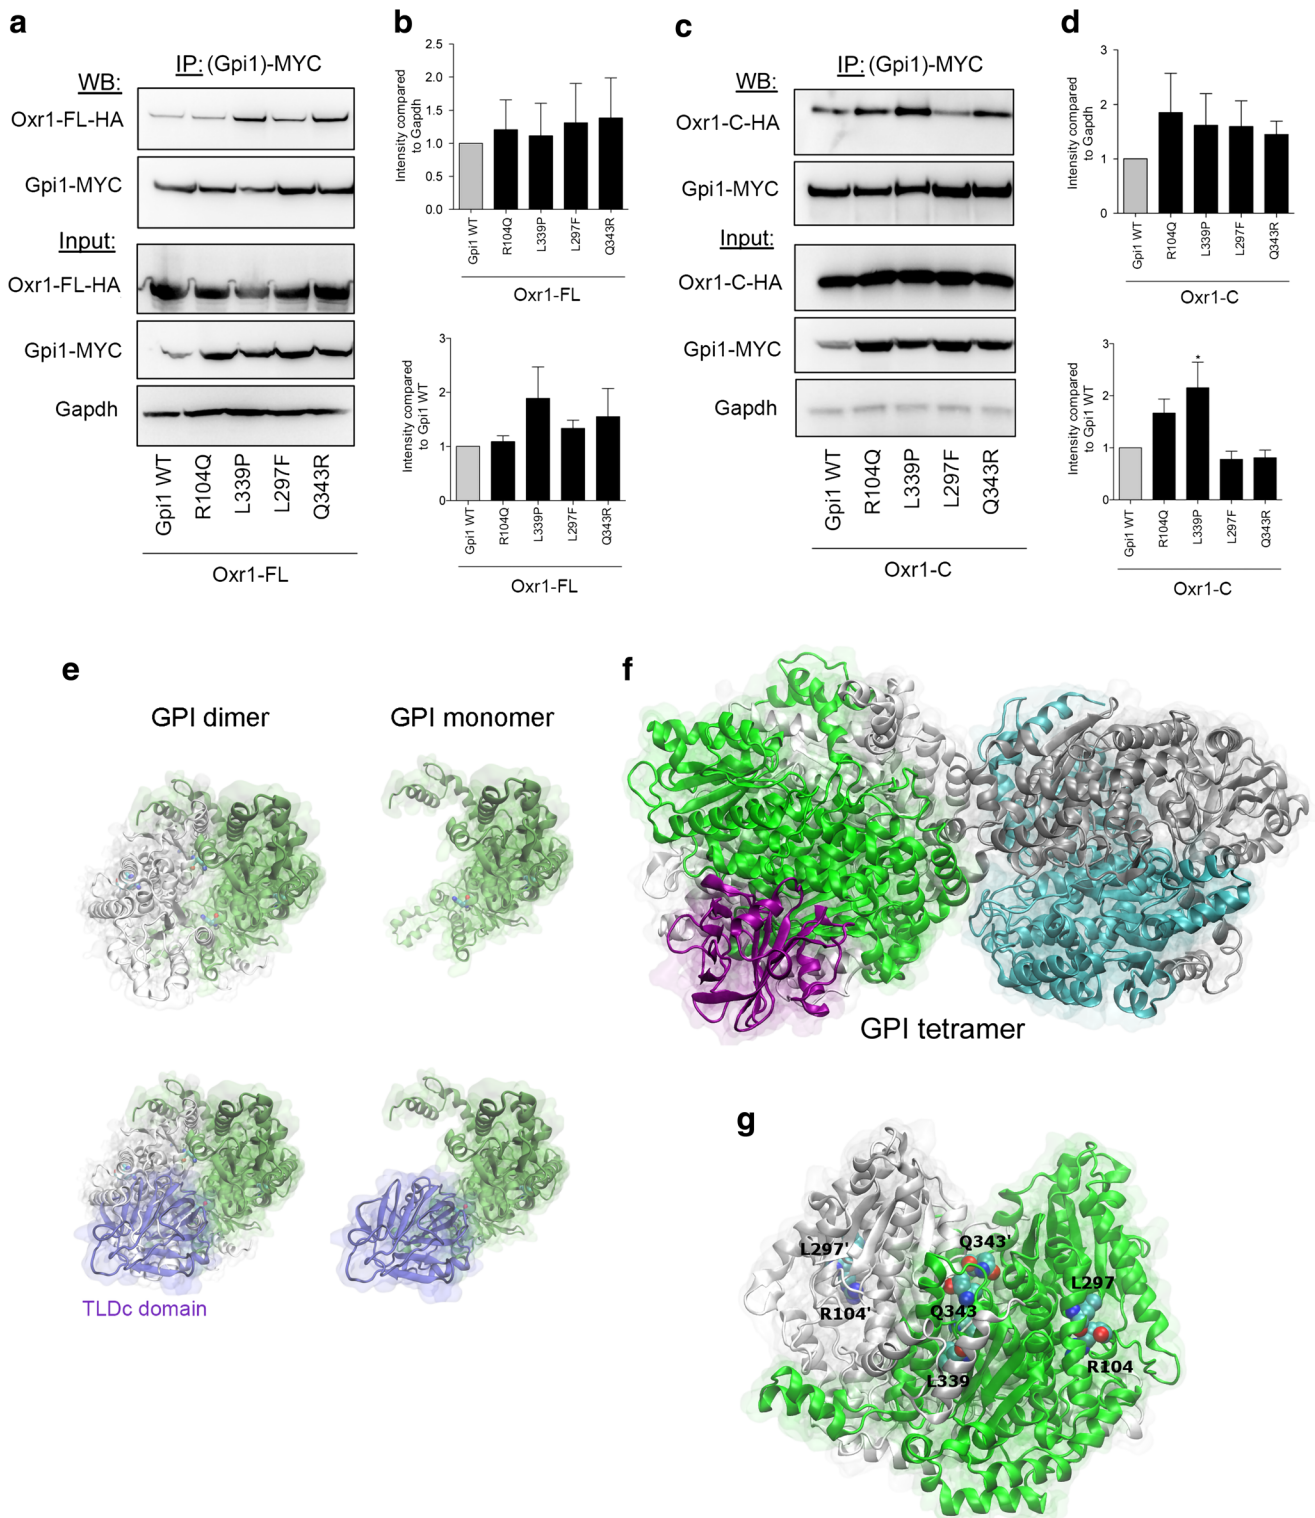 a
IP: (Gpi1)-MYC
WB:
Oxr1-FL-HA
Gpi1-MYC
Input:
Oxr1-FL-HA
Gpi1-MYC
Gapdh
Gpi1 WT
R104Q
L339P
L297F
Q343R
Oxr1-FL
b
Intensity compared
to Gapdh
2.5
2.0
1.5
1.0
0.5
0.0
Gpi1 WT
R104Q
L339P
L297F
Q343R
Oxr1-FL
Intensity compared
to Gpi1 WT
3
2
1
0
Gpi1 WT
R104Q
L339P
L297F
Q343R
Oxr1-FL
c
IP: (Gpi1)-MYC
WB:
Oxr1-C-HA
Gpi1-MYC
Input:
Oxr1-C-HA
Gpi1-MYC
Gapdh
Gpi1 WT
R104Q
L339P
L297F
Q343R
Oxr1-C
d
Intensity compared
to Gapdh
3
2
1
0
Gpi1 WT
R104Q
L339P
L297F
Q343R
Oxr1-C
Intensity compared
to Gpi1 WT
3
2
1
0
*
Gpi1 WT
R104Q
L339P
L297F
Q343R
Oxr1-C
e
GPI dimer
GPI monomer
TLDc domain
f
GPI tetramer
g
L297'
Q343'
L297
R104'
Q343
R104
L339